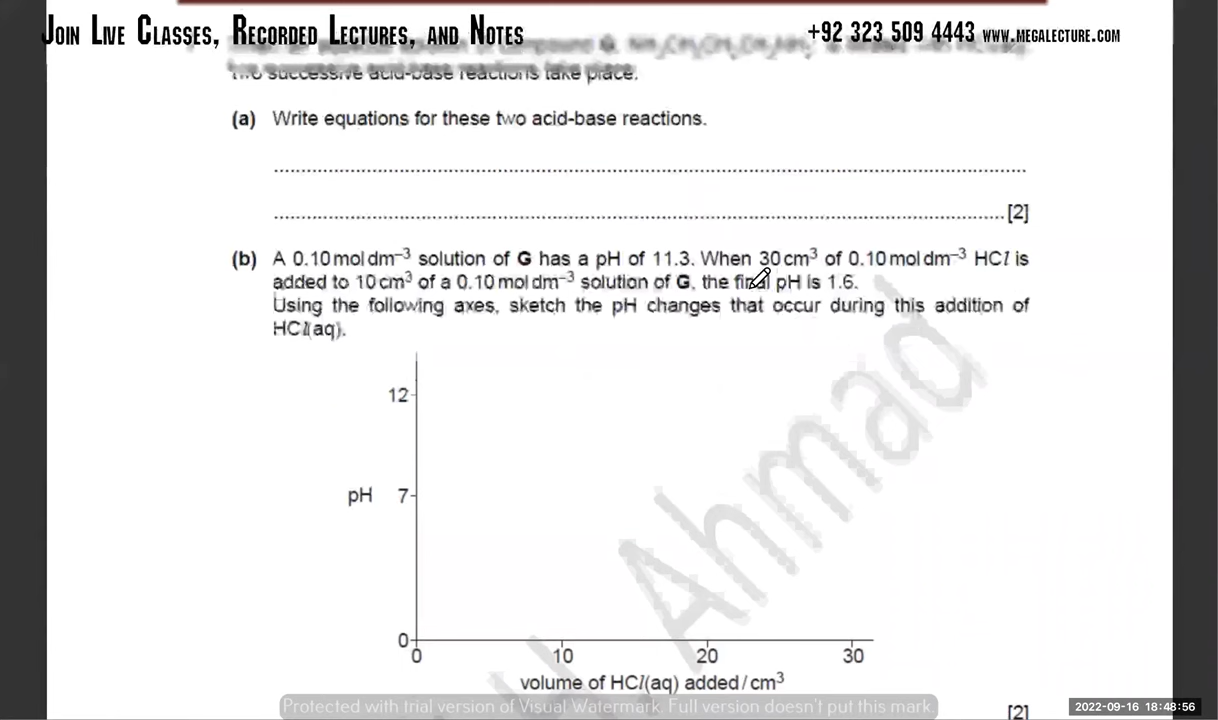 JOIN LIVE CLASSES, RECORDED LECTURES, AND NOTES
+92 323 509 4443 www.megalecture.com
two successive acid-base reactions take place.
(a) Write equations for these two acid-base reactions.
[2]
(b) A 0.10 mol dm⁻³ solution of G has a pH of 11.3. When 30 cm³ of 0.10 mol dm⁻³ HCl is
added to 10 cm³ of a 0.10 mol dm⁻³ solution of G, the final pH is 1.6.
Using the following axes, sketch the pH changes that occur during this addition of
HCl(aq).
12
pH 7
0
0 10 20 30
volume of HCl(aq) added / cm³
[2]
Ahmad
Protected with trial version of Visual Watermark. Full version doesn't put this mark.
2022-09-16 18:48:56